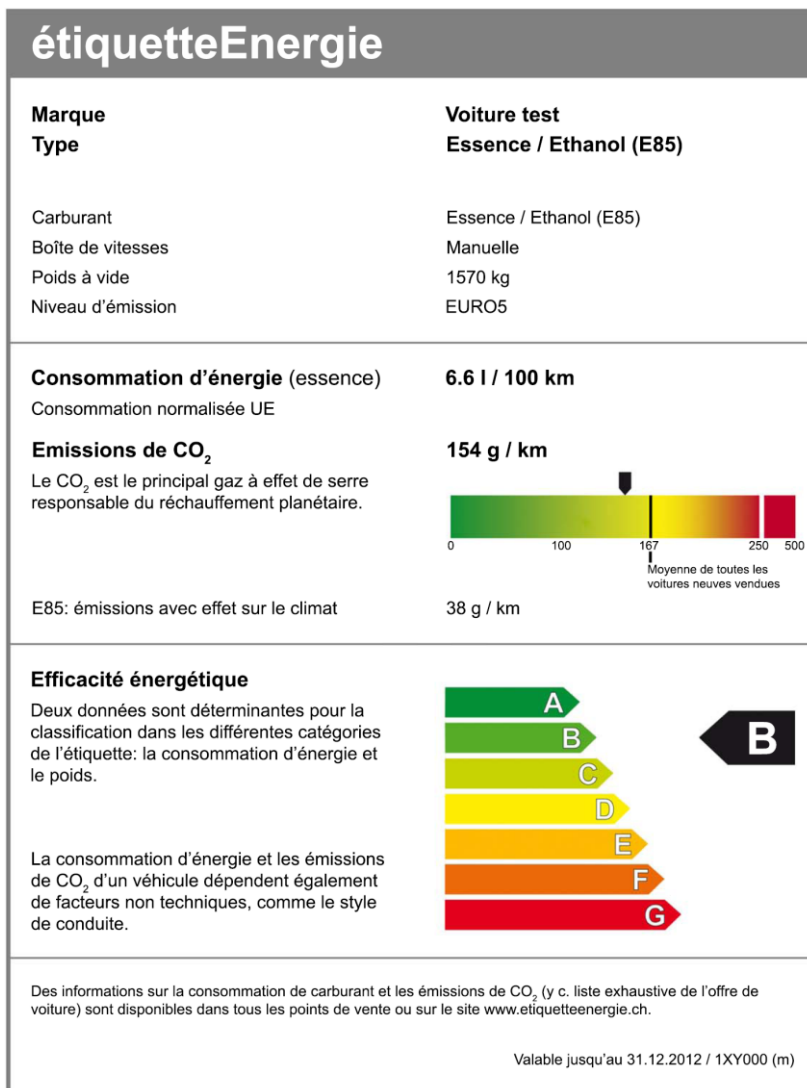 étiquetteEnergie
Marque Voiture test
Type Essence / Ethanol (E85)
Carburant Essence / Ethanol (E85)
Boîte de vitesses Manuelle
Poids à vide 1570 kg
Niveau d'émission EURO5
Consommation d'énergie (essence) 6.6 l / 100 km
Consommation normalisée UE
Emissions de CO₂ 154 g / km
Le CO₂ est le principal gaz à effet de serre
responsable du réchauffement planétaire.
0 100 167 250 500
Moyenne de toutes les
voitures neuves vendues
E85: émissions avec effet sur le climat 38 g / km
Efficacité énergétique
Deux données sont déterminantes pour la
classification dans les différentes catégories
de l'étiquette: la consommation d'énergie et
le poids.
La consommation d'énergie et les émissions
de CO₂ d'un véhicule dépendent également
de facteurs non techniques, comme le style
de conduite.
A
B B
C
D
E
F
G
Des informations sur la consommation de carburant et les émissions de CO₂ (y c. liste exhaustive de l'offre de
voiture) sont disponibles dans tous les points de vente ou sur le site www.etiquetteenergie.ch.
Valable jusqu'au 31.12.2012 / 1XY000 (m)